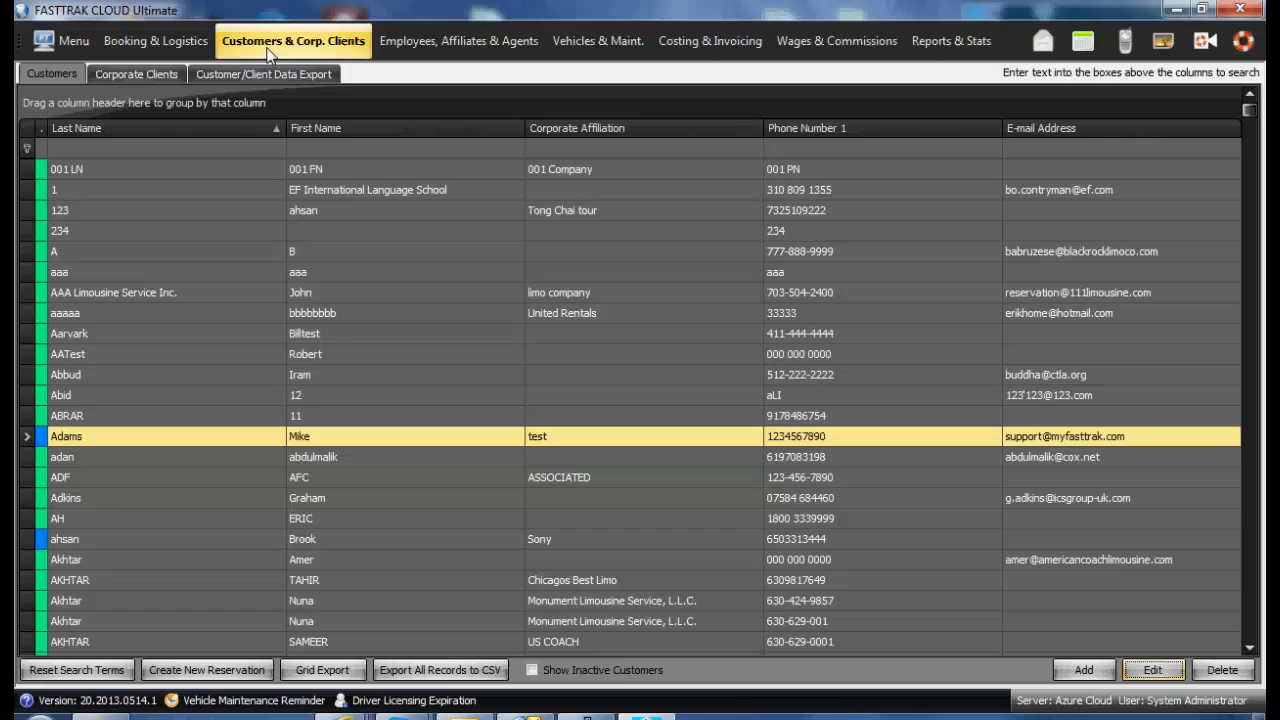 FASTTRAK CLOUD Ultimate
Menu Booking & Logistics Customers & Corp. Clients Employees, Affiliates & Agents Vehicles & Maint. Costing & Invoicing Wages & Commissions Reports & Stats
Customers Corporate Clients Customer/Client Data Export Enter text into the boxes above the columns to search
Drag a column header here to group by that column
. Last Name First Name Corporate Affiliation Phone Number 1 E-mail Address
001 LN 001 FN 001 Company 001 PN
1 EF International Language School 310 809 1355 bo.contryman@ef.com
123 ahsan Tong Chai tour 7325109222
234 234
A B 777-888-9999 babruzese@blackrocklimoco.com
aaa aaa aaa
AAA Limousine Service Inc. John limo company 703-504-2400 reservation@111limousine.com
aaaaa bbbbbbbb United Rentals 33333 erikhome@hotmail.com
Aarvark Billtest 411-444-4444
AATest Robert 000 000 0000
Abbud Iram 512-222-2222 buddha@ctla.org
Abid 12 aLI 123'123@123.com
ABRAR 11 9178486754
Adams Mike test 1234567890 support@myfasttrak.com
adan abdulmalik 6197083198 abdulmalik@cox.net
ADF AFC ASSOCIATED 123-456-7890
Adkins Graham 07584 684460 g.adkins@icsgroup-uk.com
AH ERIC 1800 3339999
ahsan Brook Sony 6503313444
Akhtar Amer 000 000 0000 amer@americancoachlimousine.com
AKHTAR TAHIR Chicagos Best Limo 6309817649
Akhtar Nuna Monument Limousine Service, L.L.C. 630-424-9857
Akhtar Nuna Monument Limousine Service, L.L.C. 630-629-001
AKHTAR SAMEER US COACH 630-629-0001
Reset Search Terms Create New Reservation Grid Export Export All Records to CSV Show Inactive Customers Add Edit Delete
Version: 20.2013.0514.1 Vehicle Maintenance Reminder Driver Licensing Expiration Server: Azure Cloud User: System Administrator